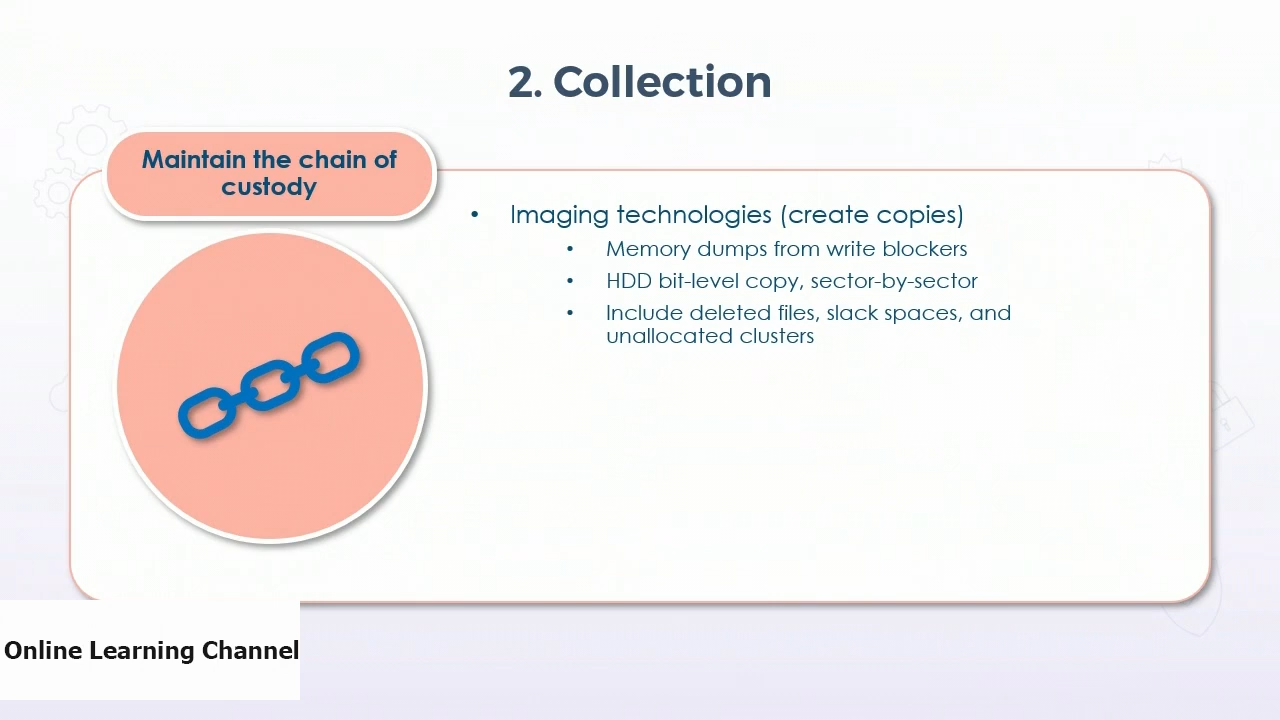 2. Collection
Maintain the chain of
custody
• Imaging technologies (create copies)
• Memory dumps from write blockers
• HDD bit-level copy, sector-by-sector
• Include deleted files, slack spaces, and
unallocated clusters
Online Learning Channel